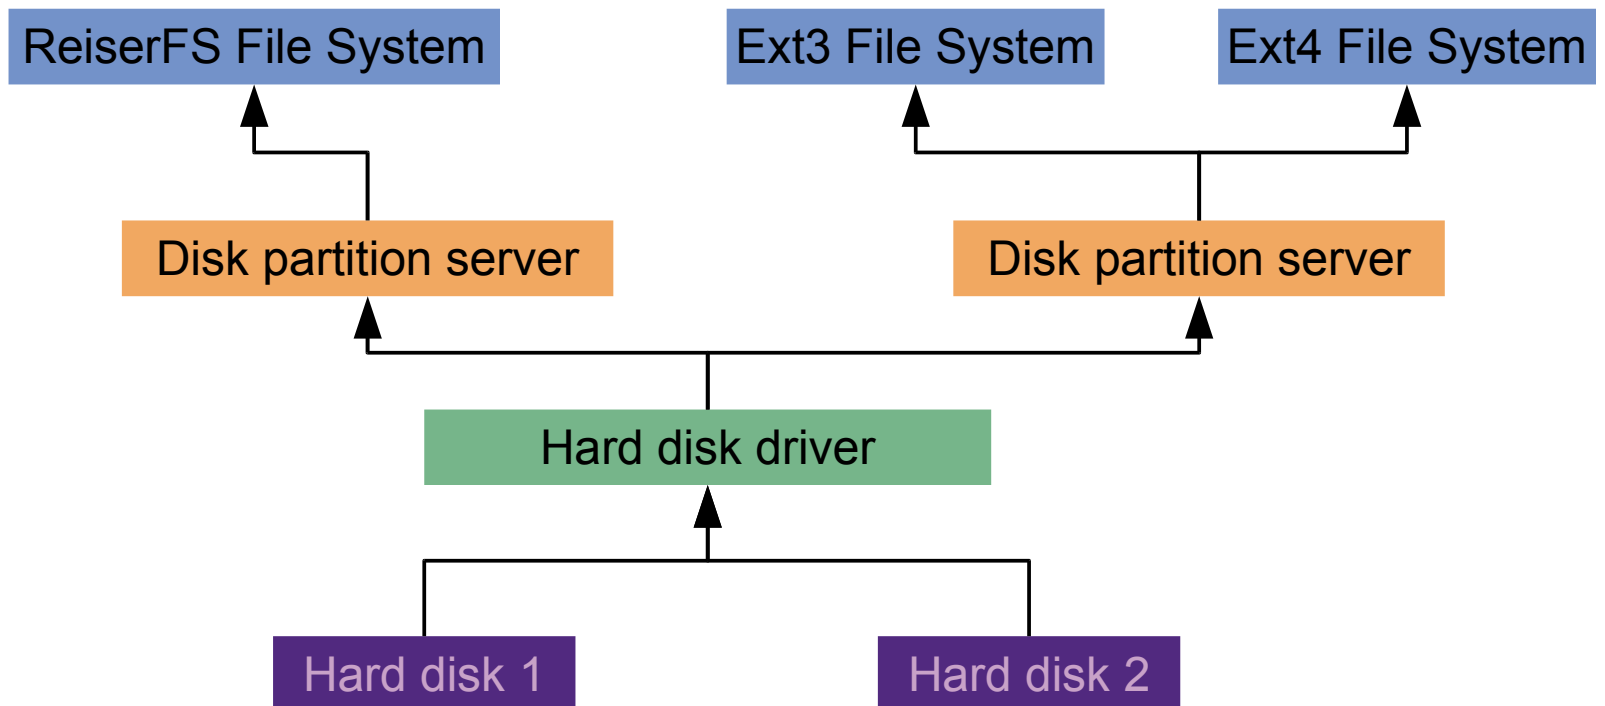 ReiserFS File System
Ext3 File System
Ext4 File System
Disk partition server
Disk partition server
Hard disk driver
Hard disk 1
Hard disk 2